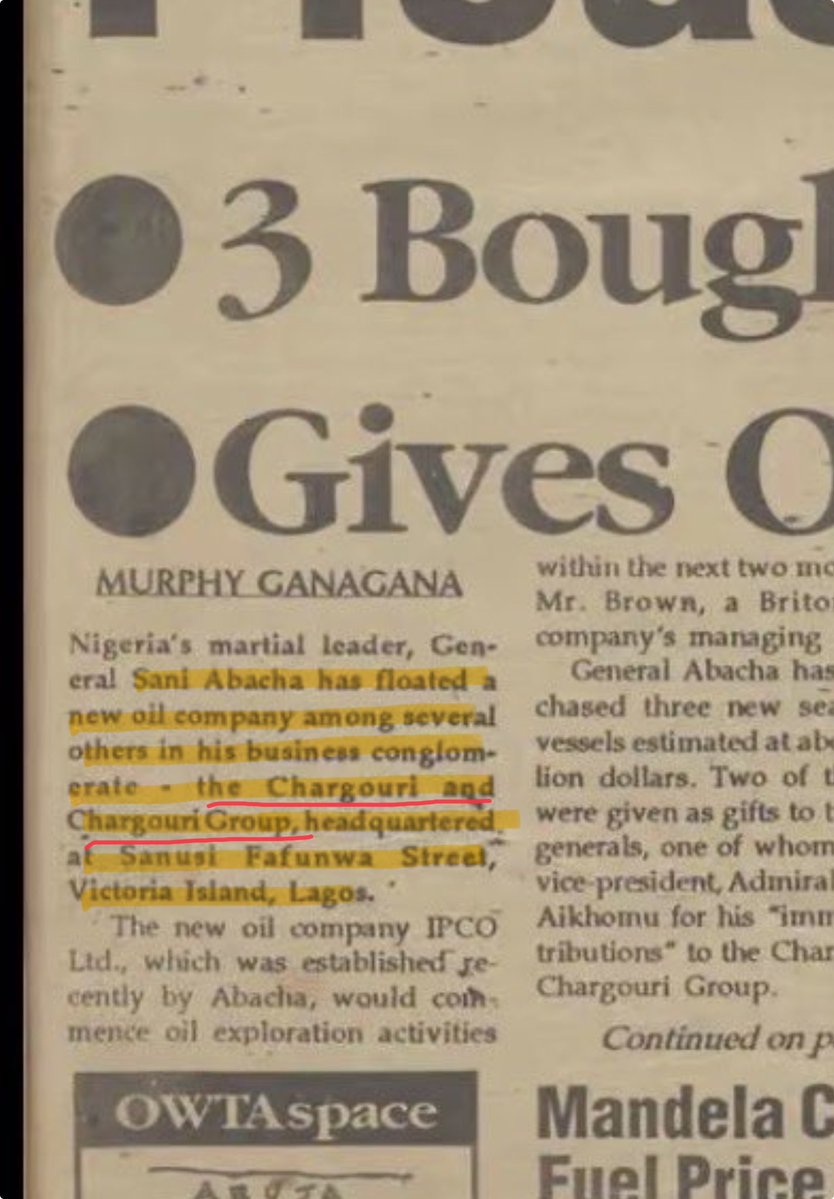 3 Bough
Gives O
MURPHY GANAGANA
Nigeria's martial leader, Gen-
eral Sani Abacha has floated a
new oil company among several
others in his business conglom-
erate - the Chargouri and
Chargouri Group, headquartered
at Sanusi Fafunwa Street,
Victoria Island, Lagos.
The new oil company IPCO
Ltd., which was established re-
cently by Abacha, would com-
mence oil exploration activities
within the next two mo
Mr. Brown, a Brito
company's managing
General Abacha has
chased three new sea
vessels estimated at abo
lion dollars. Two of t
were given as gifts to t
generals, one of whom
vice-president, Admiral
Aikhomu for his "imm
tributions" to the Char
Chargouri Group.
Continued on p
OWTAspace
Mandela C
Fuel Price